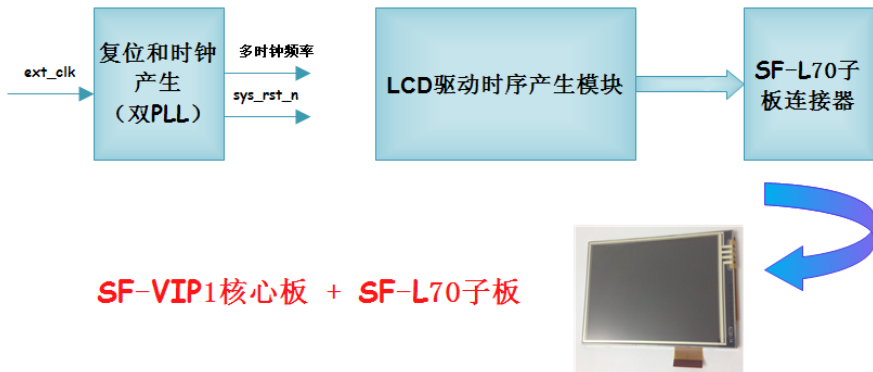 ext_clk
复位和时钟
产生
（双PLL）
多时钟频率
sys_rst_n
LCD驱动时序产生模块
SF-L70子
板连接器
SF-VIP1核心板 + SF-L70子板